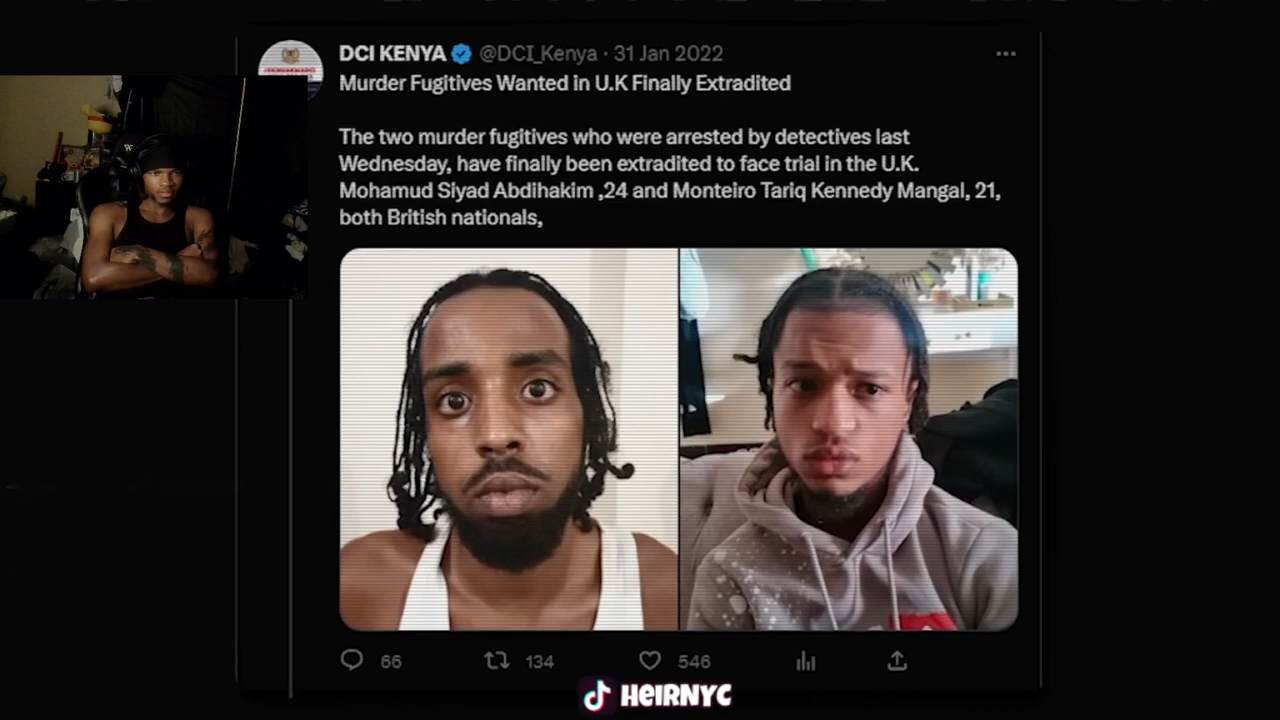 DCI KENYA @DCI_Kenya · 31 Jan 2022
Murder Fugitives Wanted in U.K Finally Extradited
The two murder fugitives who were arrested by detectives last
Wednesday, have finally been extradited to face trial in the U.K.
Mohamud Siyad Abdihakim ,24 and Monteiro Tariq Kennedy Mangal, 21,
both British nationals,
66 134 546
HEIRNYC